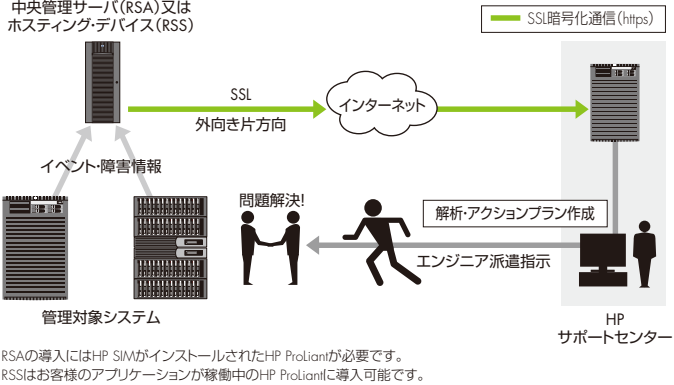 中央管理サーバ（RSA）又は
ホスティング・デバイス（RSS）
SSL暗号化通信（https）
SSL
外向き片方向
インターネット
イベント・障害情報
問題解決!
解析・アクションプラン作成
エンジニア派遣指示
管理対象システム
HP
サポートセンター
RSAの導入にはHP SIMがインストールされたHP ProLiantが必要です。
RSSはお客様のアプリケーションが稼働中のHP ProLiantに導入可能です。